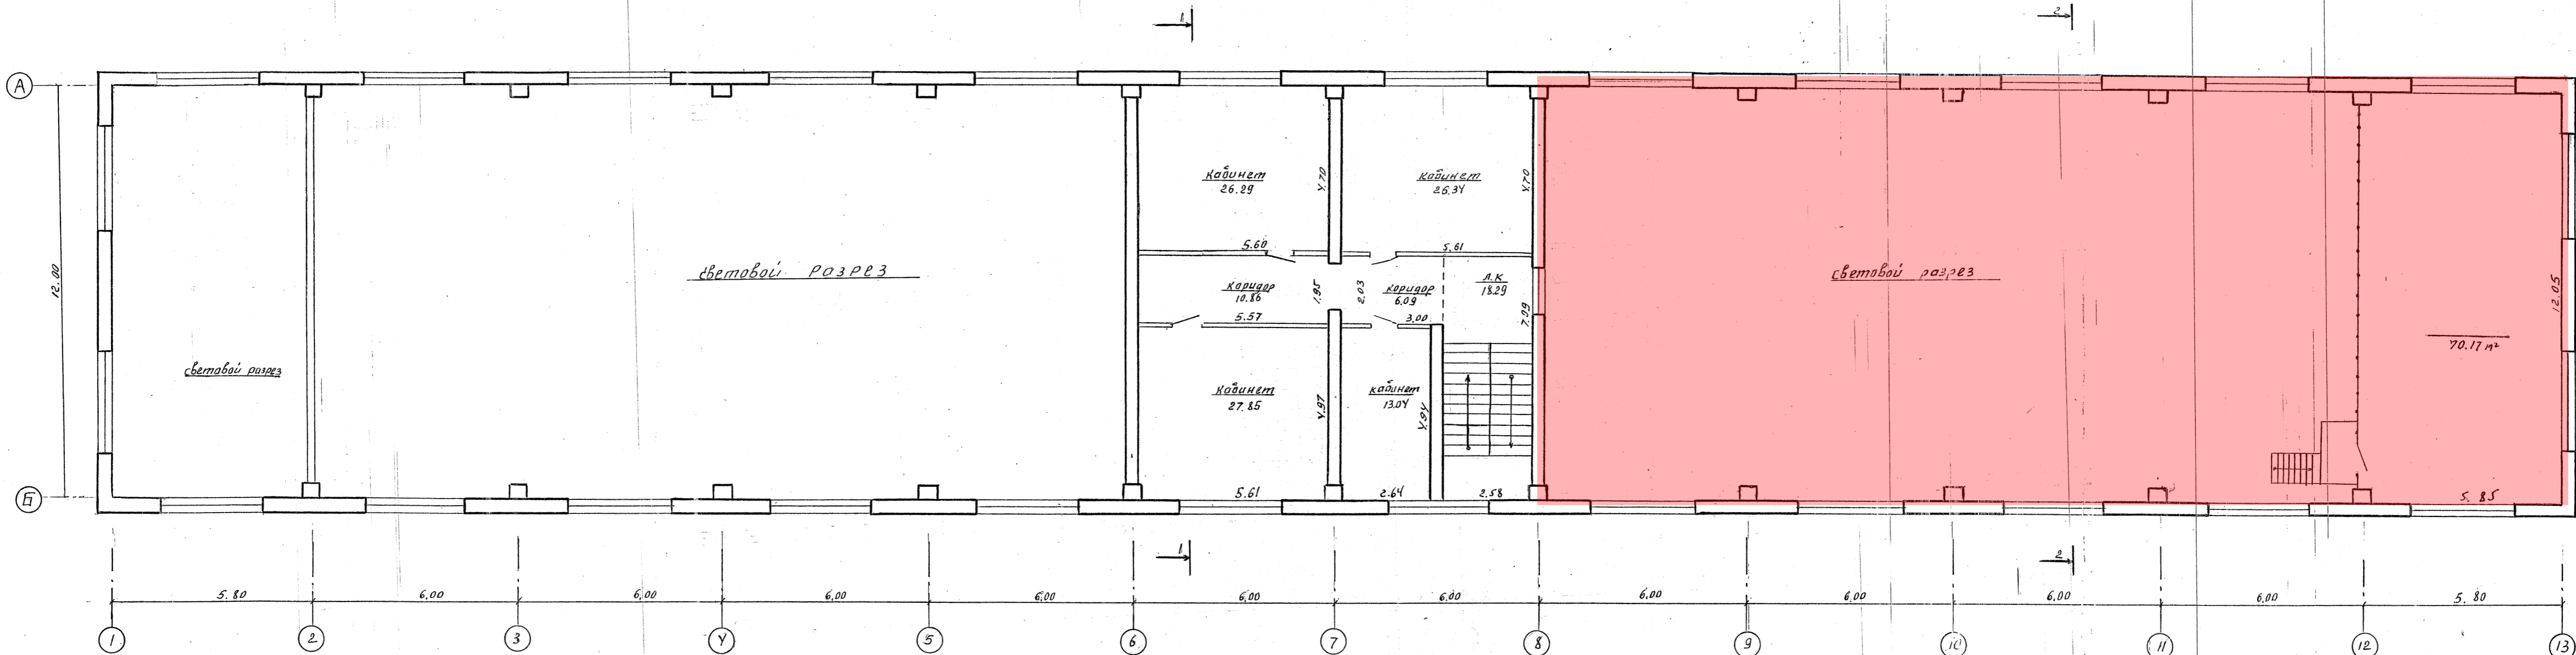 1
2
А
кабинет
26.29
4.70
кабинет
26.34
4.70
12.00
5.60
5.61
световой разрез
коридор
10.86
1.95
2.03
коридор
6.09
л.к
18.29
7.09
световой разрез
12.05
5.57
3.00
70.17 м²
световой разрез
кабинет
27.85
4.97
кабинет
13.04
4.94
Б
5.61
2.64
2.58
5.85
1
2
5.80 6,00 6,00 6,00 6,00 6,00 6,00 6,00 6,00 6,00 6,00 5.80
1 2 3 4 5 6 7 8 9 10 11 12 13